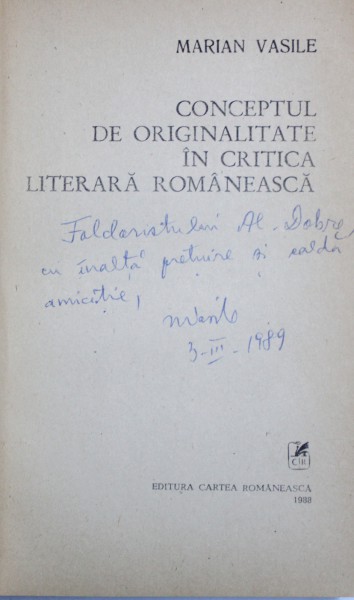 MARIAN VASILE
CONCEPTUL
DE ORIGINALITATE
ÎN CRITICA
LITERARĂ ROMÂNEASCĂ
Al. Dobre,
cu înaltă prețuire și caldă
amiciție,
3-III-1989
CR
EDITURA CARTEA ROMÂNEASCĂ
1988